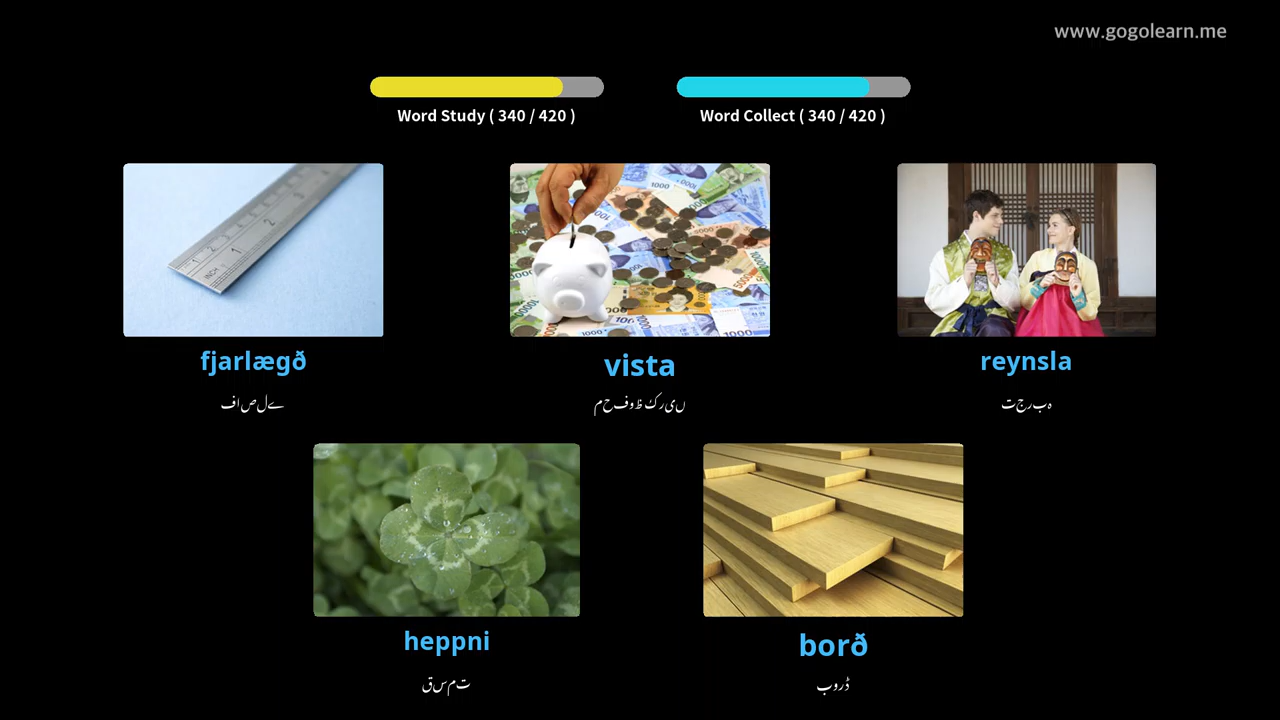 www.gogolearn.me
Word Study ( 340 / 420 )
Word Collect ( 340 / 420 )
fjarlægð
فاصلے
vista
محفوظ کریں
reynsla
تجربہ
heppni
قسمت
borð
بورڈ